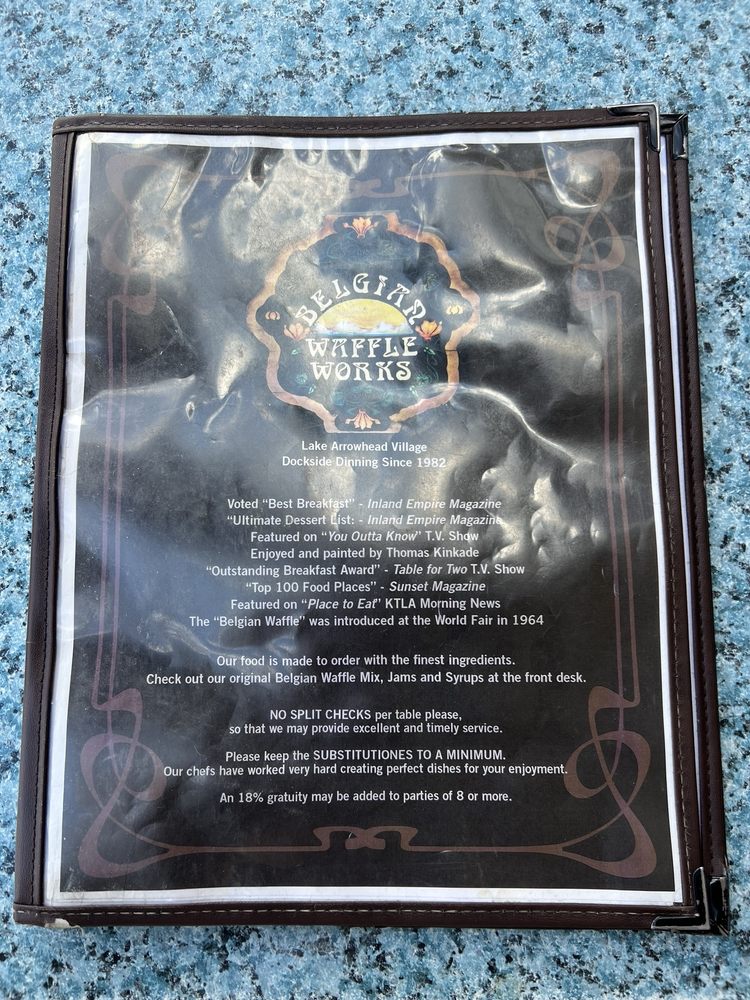 BELGIAN
WAFFLE
WORKS
Lake Arrowhead Village
Dockside Dinning Since 1982
Voted "Best Breakfast" - Inland Empire Magazine
"Ultimate Dessert List: - Inland Empire Magazine
Featured on "You Outta Know" T.V. Show
Enjoyed and painted by Thomas Kinkade
"Outstanding Breakfast Award" - Table for Two T.V. Show
"Top 100 Food Places" - Sunset Magazine
Featured on "Place to Eat" KTLA Morning News
The "Belgian Waffle" was introduced at the World Fair in 1964
Our food is made to order with the finest ingredients.
Check out our original Belgian Waffle Mix, Jams and Syrups at the front desk.
NO SPLIT CHECKS per table please,
so that we may provide excellent and timely service.
Please keep the SUBSTITUTIONES TO A MINIMUM.
Our chefs have worked very hard creating perfect dishes for your enjoyment.
An 18% gratuity may be added to parties of 8 or more.